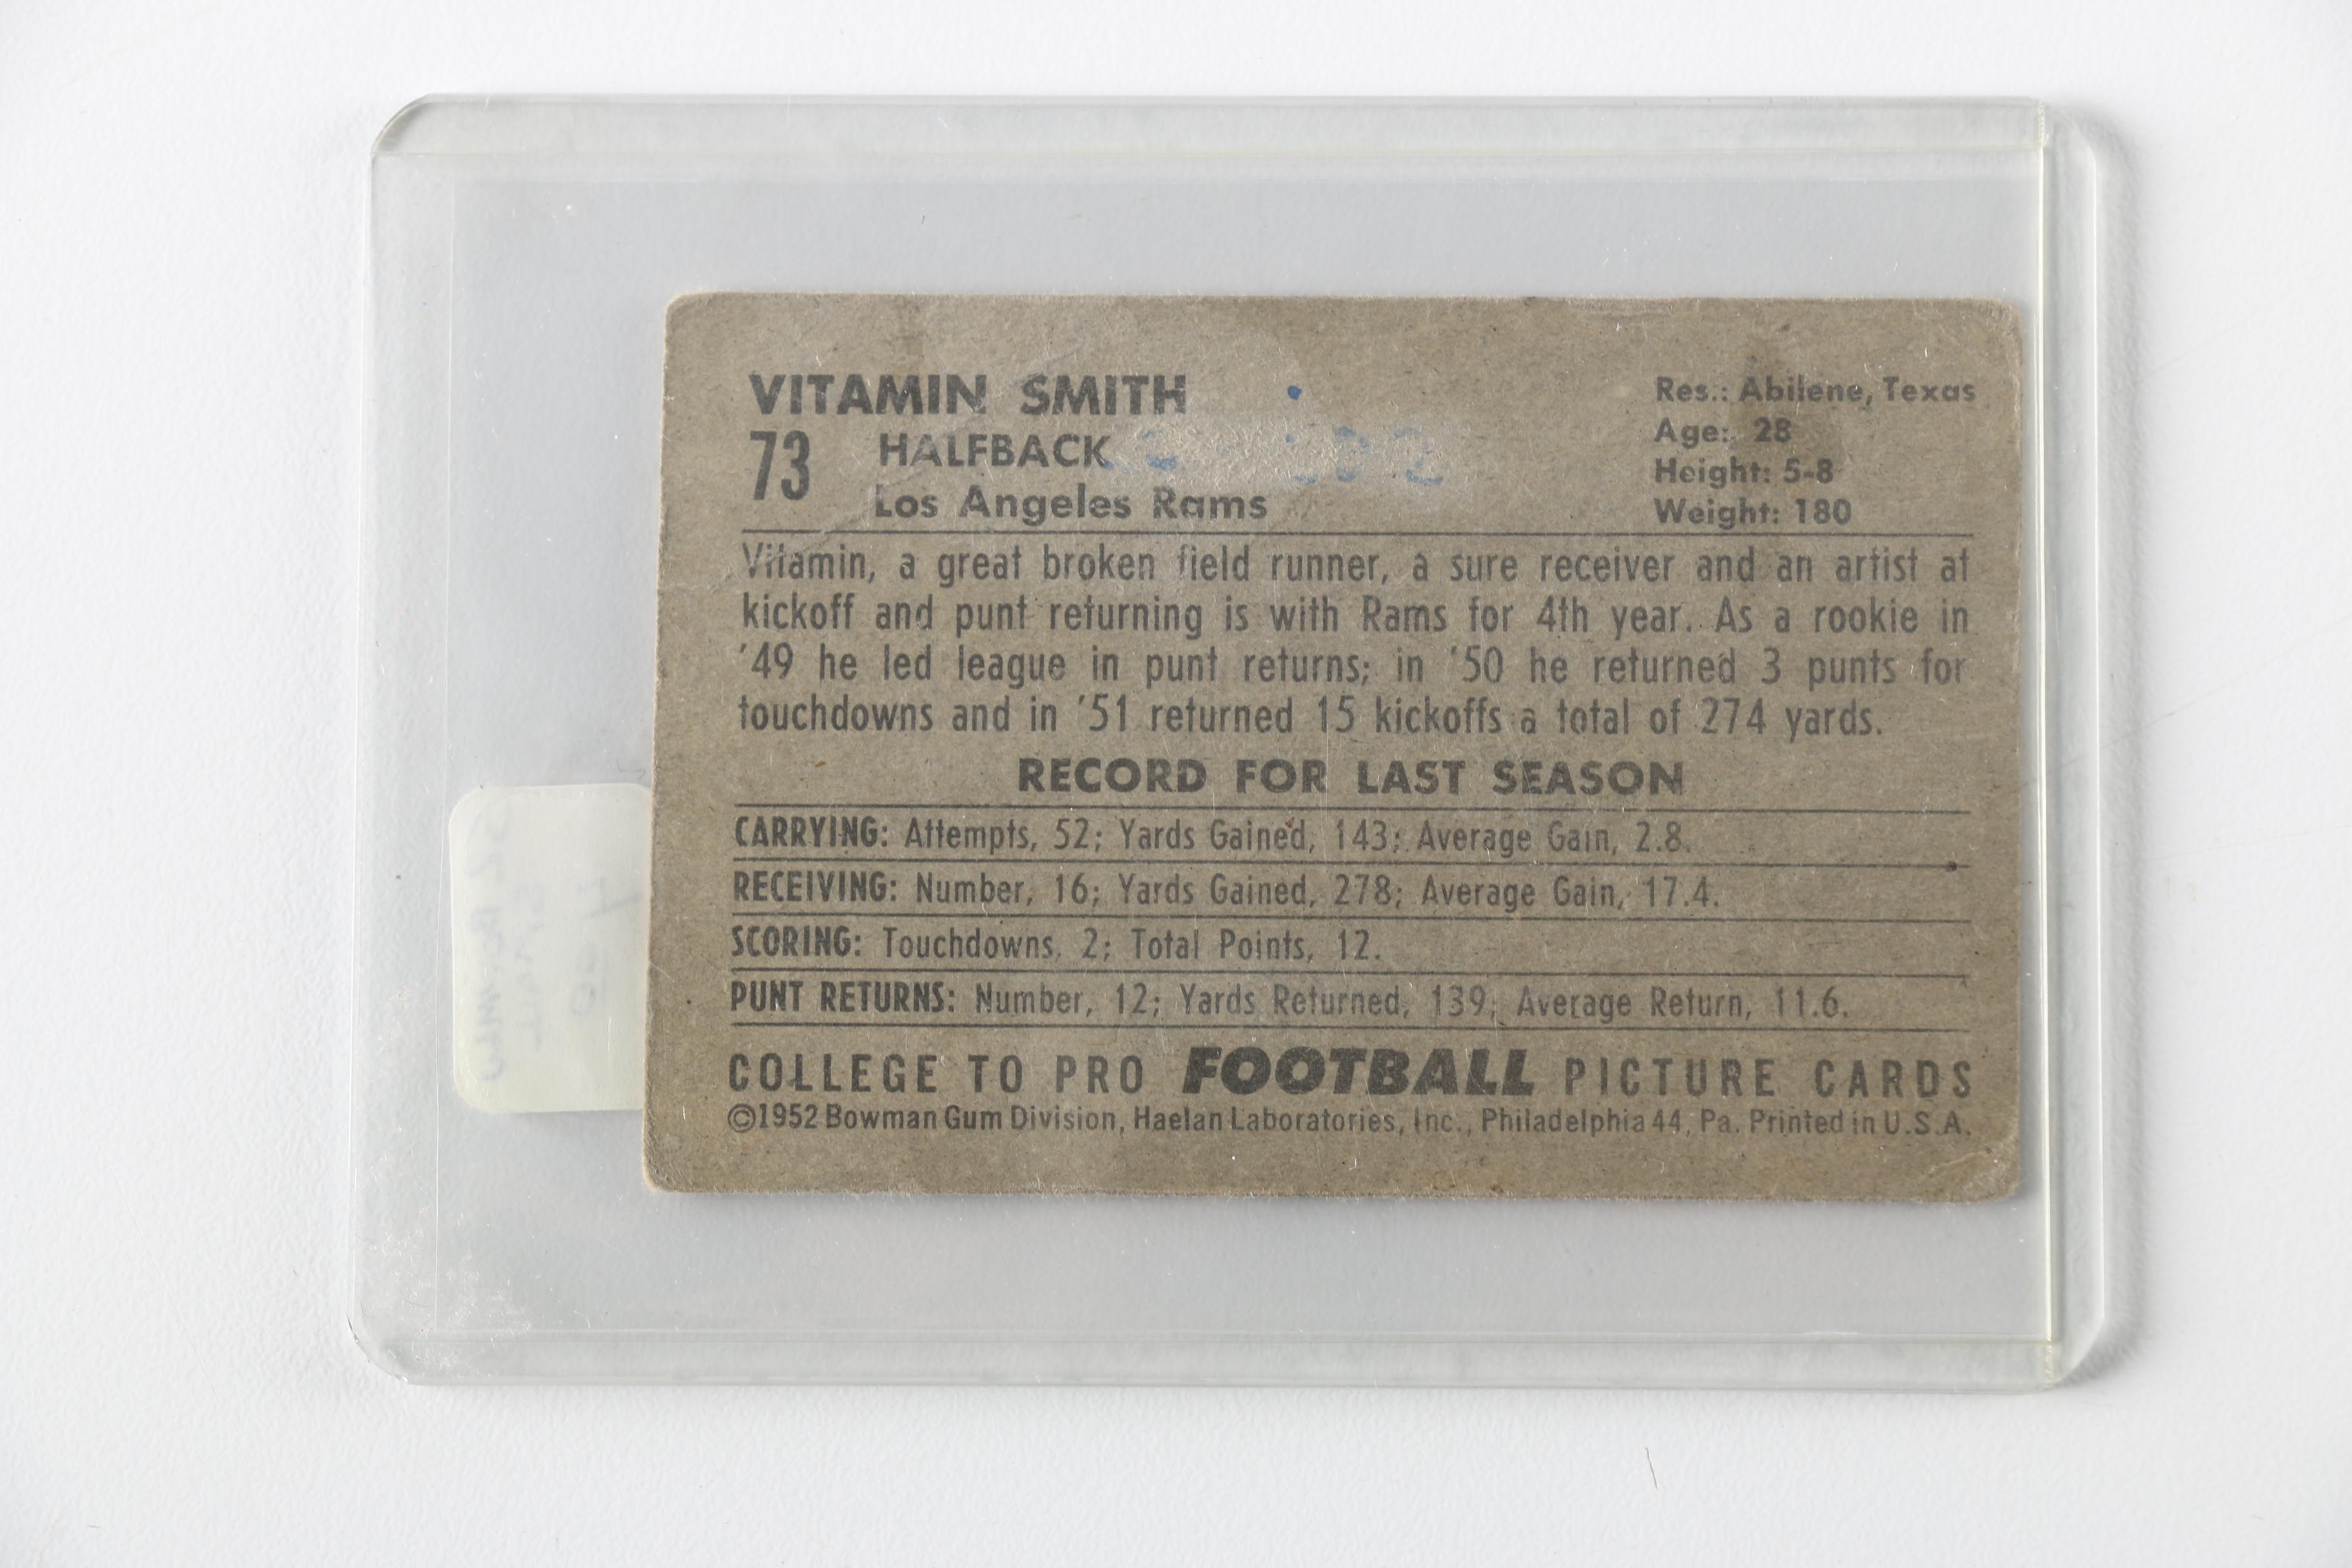 VITAMIN SMITH
73 HALFBACK
Los Angeles Rams
Res.: Abilene, Texas
Age: 28
Height: 5-8
Weight: 180
Vitamin, a great broken field runner, a sure receiver and an artist at
kickoff and punt returning is with Rams for 4th year. As a rookie in
'49 he led league in punt returns; in '50 he returned 3 punts for
touchdowns and in '51 returned 15 kickoffs a total of 274 yards.
RECORD FOR LAST SEASON
CARRYING: Attempts, 52; Yards Gained, 143; Average Gain, 2.8.
RECEIVING: Number, 16; Yards Gained, 278; Average Gain, 17.4.
SCORING: Touchdowns, 2; Total Points, 12.
PUNT RETURNS: Number, 12; Yards Returned, 139; Average Return, 11.6.
COLLEGE TO PRO FOOTBALL PICTURE CARDS
©1952 Bowman Gum Division, Haelan Laboratories, Inc., Philadelphia 44, Pa. Printed in U.S.A.